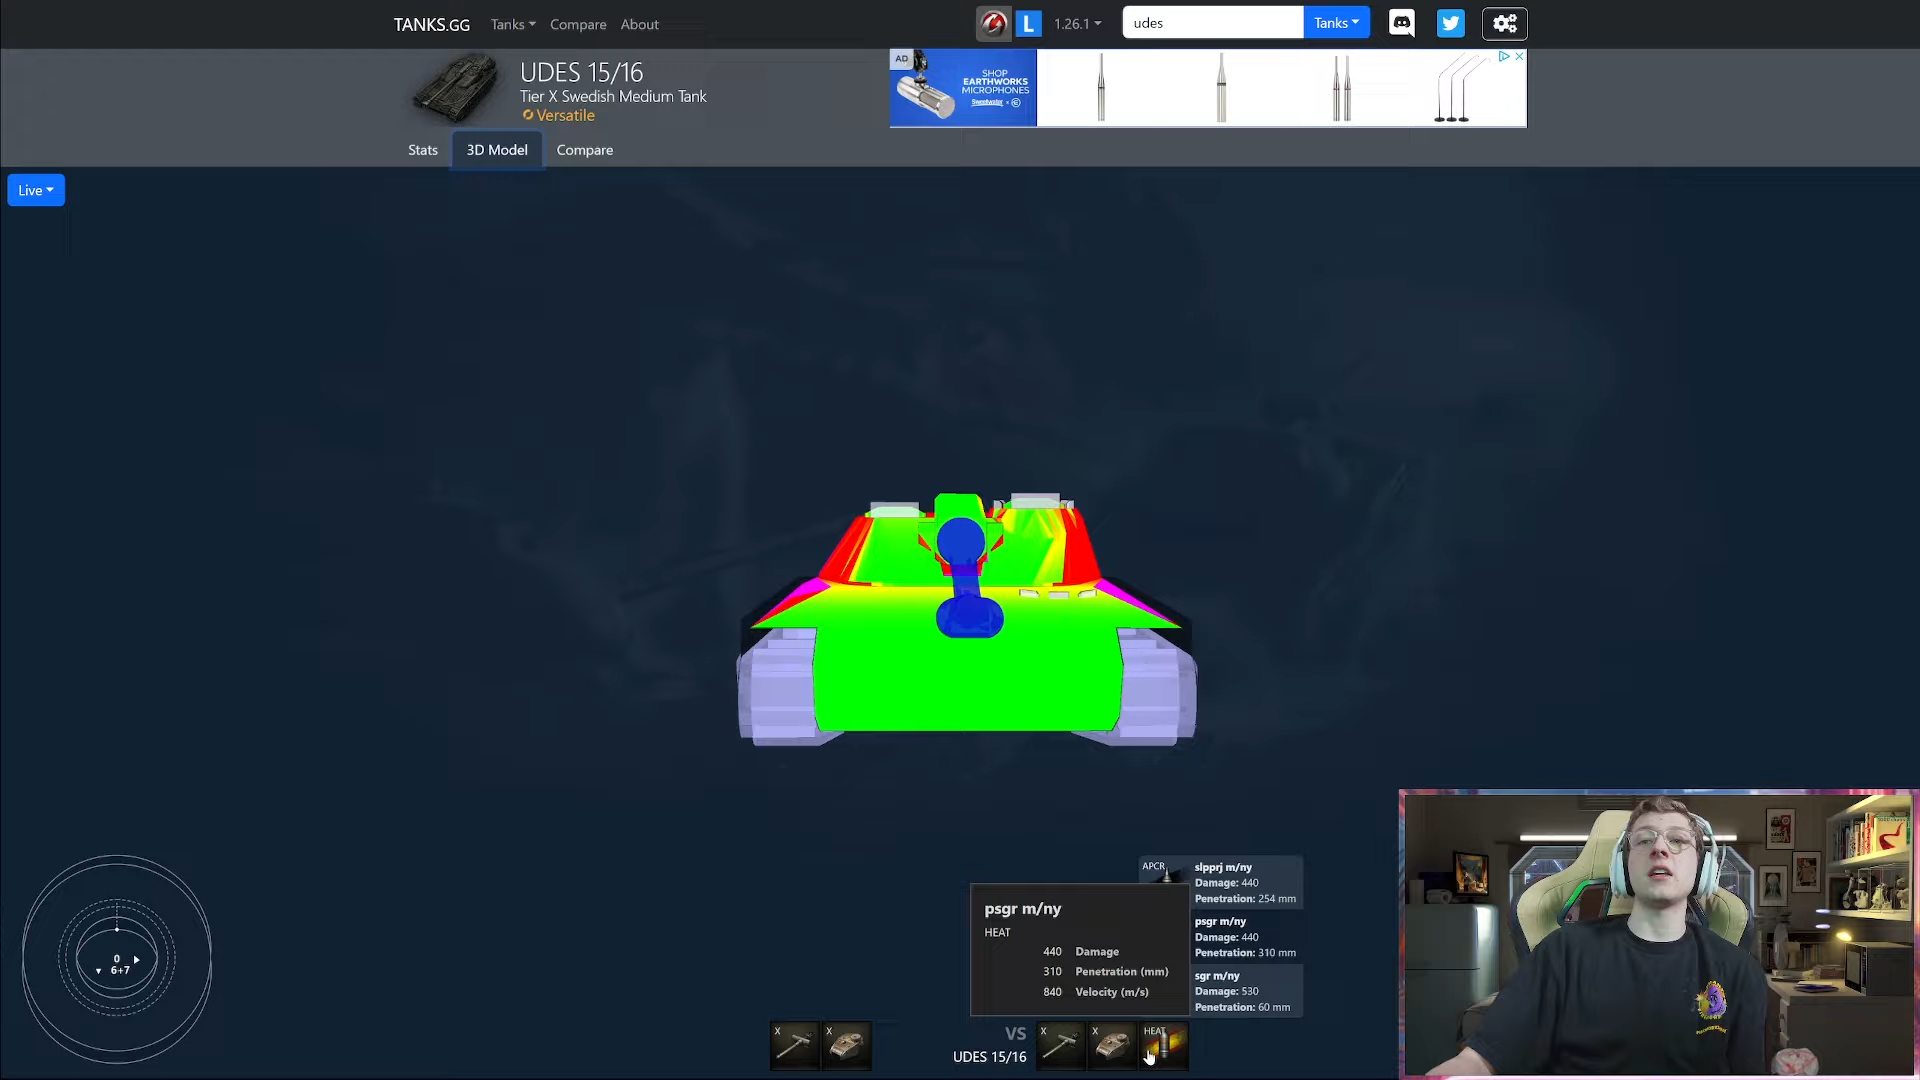 TANKS.GG
Tanks
Compare
About
L
1.26.1
udes
Tanks
UDES 15/16
Tier X Swedish Medium Tank
Versatile
AD
SHOP
EARTHWORKS
MICROPHONES
Sweetwater
Stats
3D Model
Compare
Live
0
6+7
APCR
slpprj m/ny
Damage: 440
Penetration: 254 mm
psgr m/ny
Damage: 440
Penetration: 310 mm
sgr m/ny
Damage: 530
Penetration: 60 mm
psgr m/ny
HEAT
440 Damage
310 Penetration (mm)
840 Velocity (m/s)
X
X
VS
UDES 15/16
X
X
HEAT